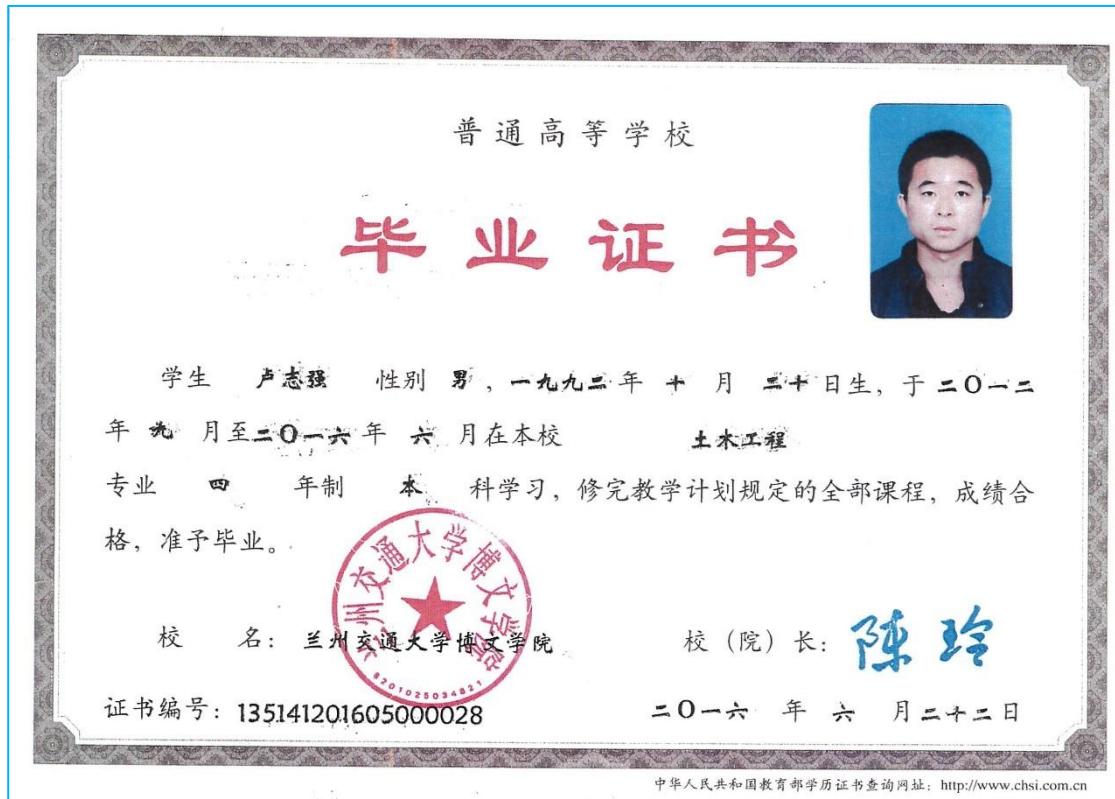 普通高等学校
毕业证书
学生 卢志强 性别 男,一九九二年 十 月 二十日生,于二〇一二
年 九 月至二〇一六年 六 月在本校 土木工程
专业 四 年制 本 科学习,修完教学计划规定的全部课程,成绩合
格,准予毕业。
兰州交通大学博文学院
6201025034821
校 名:兰州交通大学博文学院 校(院)长:陈玲
证书编号:135141201605000028 二〇一六 年 六 月二十二日
中华人民共和国教育部学历证书查询网址:http://www.chsi.com.cn